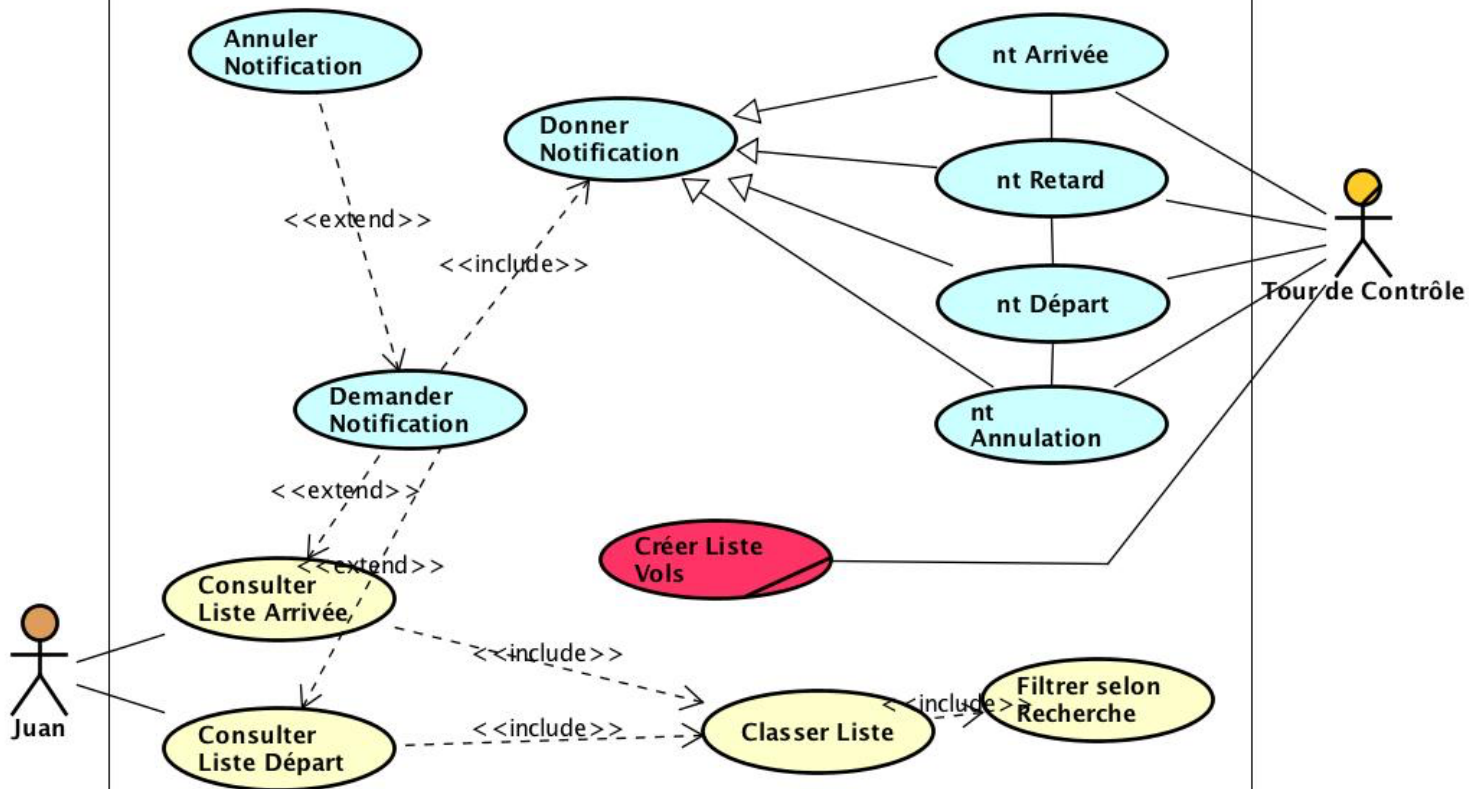 Annuler
Notification
nt Arrivée
Donner
Notification
nt Retard
<<extend>>
<<include>>
nt Départ
Tour de Contrôle
Demander
Notification
nt
Annulation
<<extend>>
Créer Liste
Vols
<<extend>>
Consulter
Liste Arrivée
<<include>>
Filtrer selon
Recherche
<<include>>
Juan
<<include>>
Classer Liste
Consulter
Liste Départ